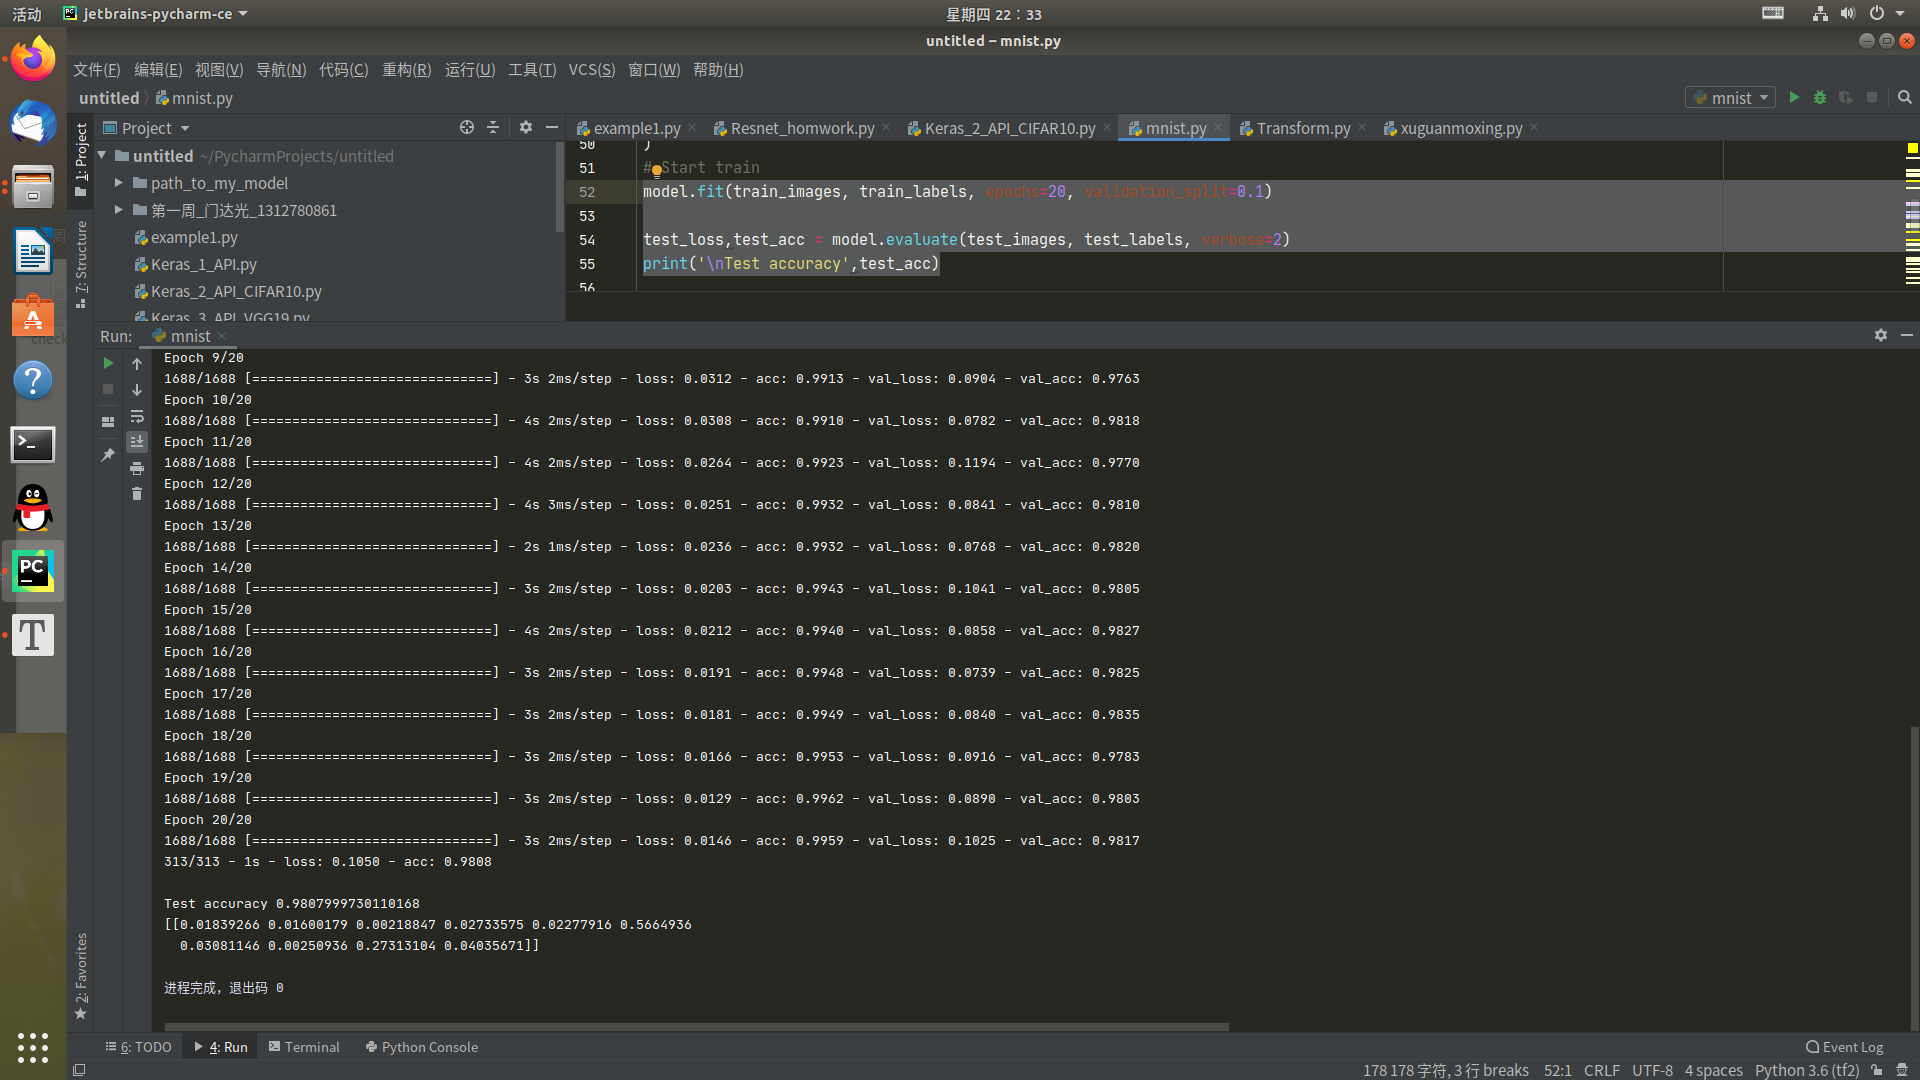 活动
jetbrains-pycharm-ce
星期四 22：33
untitled – mnist.py
文件(F) 编辑(E) 视图(V) 导航(N) 代码(C) 重构(R) 运行(U) 工具(T) VCS(S) 窗口(W) 帮助(H)
untitled mnist.py
mnist
Project
example1.py Resnet_homwork.py Keras_2_API_CIFAR10.py mnist.py Transform.py xuguanmoxing.py
1: Project
7: Structure
2: Favorites
untitled ~/PycharmProjects/untitled
path_to_my_model
第一周_门达光_1312780861
example1.py
Keras_1_API.py
Keras_2_API_CIFAR10.py
Keras_3_API_VGG19.py
check
50 )
51 # Start train
52 model.fit(train_images, train_labels, epochs=20, validation_split=0.1)
53
54 test_loss,test_acc = model.evaluate(test_images, test_labels, verbose=2)
55 print('\nTest accuracy',test_acc)
56
Run: mnist
Epoch 9/20
1688/1688 [==============================] - 3s 2ms/step - loss: 0.0312 - acc: 0.9913 - val_loss: 0.0904 - val_acc: 0.9763
Epoch 10/20
1688/1688 [==============================] - 4s 2ms/step - loss: 0.0308 - acc: 0.9910 - val_loss: 0.0782 - val_acc: 0.9818
Epoch 11/20
1688/1688 [==============================] - 4s 2ms/step - loss: 0.0264 - acc: 0.9923 - val_loss: 0.1194 - val_acc: 0.9770
Epoch 12/20
1688/1688 [==============================] - 4s 3ms/step - loss: 0.0251 - acc: 0.9932 - val_loss: 0.0841 - val_acc: 0.9810
Epoch 13/20
1688/1688 [==============================] - 2s 1ms/step - loss: 0.0236 - acc: 0.9932 - val_loss: 0.0768 - val_acc: 0.9820
Epoch 14/20
1688/1688 [==============================] - 3s 2ms/step - loss: 0.0203 - acc: 0.9943 - val_loss: 0.1041 - val_acc: 0.9805
Epoch 15/20
1688/1688 [==============================] - 4s 2ms/step - loss: 0.0212 - acc: 0.9940 - val_loss: 0.0858 - val_acc: 0.9827
Epoch 16/20
1688/1688 [==============================] - 3s 2ms/step - loss: 0.0191 - acc: 0.9948 - val_loss: 0.0739 - val_acc: 0.9825
Epoch 17/20
1688/1688 [==============================] - 3s 2ms/step - loss: 0.0181 - acc: 0.9949 - val_loss: 0.0840 - val_acc: 0.9835
Epoch 18/20
1688/1688 [==============================] - 3s 2ms/step - loss: 0.0166 - acc: 0.9953 - val_loss: 0.0916 - val_acc: 0.9783
Epoch 19/20
1688/1688 [==============================] - 3s 2ms/step - loss: 0.0129 - acc: 0.9962 - val_loss: 0.0890 - val_acc: 0.9803
Epoch 20/20
1688/1688 [==============================] - 3s 2ms/step - loss: 0.0146 - acc: 0.9959 - val_loss: 0.1025 - val_acc: 0.9817
313/313 - 1s - loss: 0.1050 - acc: 0.9808
Test accuracy 0.9807999730110168
[[0.01839266 0.01600179 0.00218847 0.02733575 0.02277916 0.5664936
0.03081146 0.00250936 0.27313104 0.04035671]]
进程完成，退出码 0
6: TODO 4: Run Terminal Python Console
Event Log
178 178 字符, 3 行 breaks 52:1 CRLF UTF-8 4 spaces Python 3.6 (tf2)